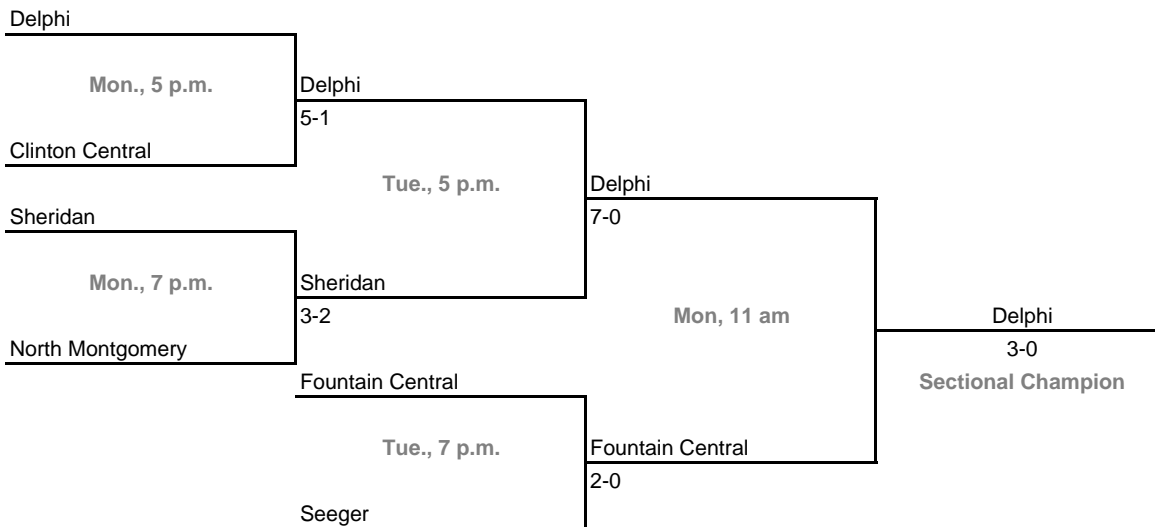 Delphi
Mon., 5 p.m.
Delphi
5-1
Clinton Central
Tue., 5 p.m.
Delphi
7-0
Sheridan
Mon., 7 p.m.
Sheridan
3-2
North Montgomery
Mon, 11 am
Delphi
3-0
Sectional Champion
Fountain Central
Tue., 7 p.m.
Fountain Central
2-0
Seeger